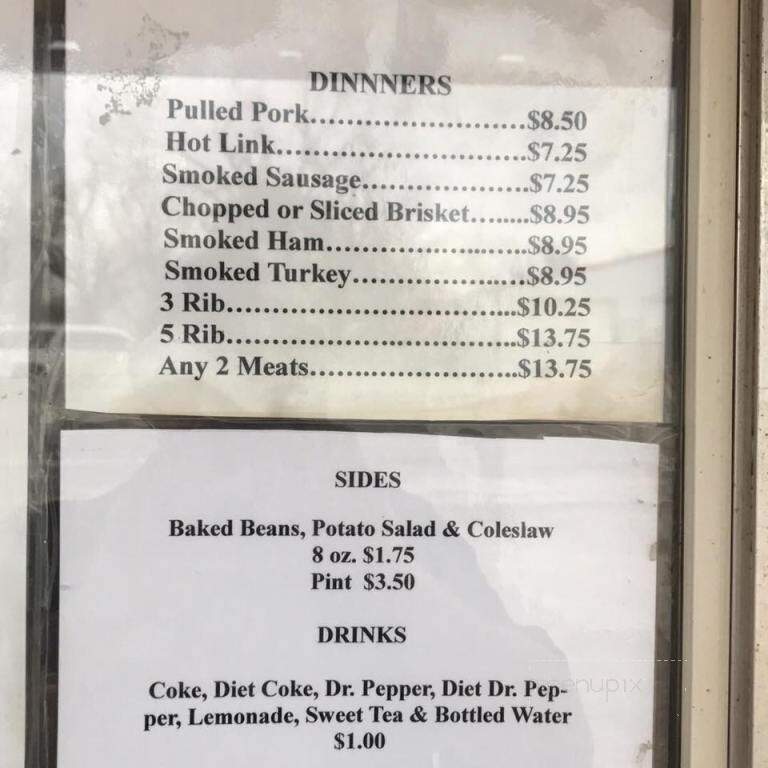 DINNNERS
Pulled Pork........................$8.50
Hot Link............................$7.25
Smoked Sausage..................$7.25
Chopped or Sliced Brisket........$8.95
Smoked Ham......................$8.95
Smoked Turkey...................$8.95
3 Rib................................$10.25
5 Rib................................$13.75
Any 2 Meats.......................$13.75
SIDES
Baked Beans, Potato Salad & Coleslaw
8 oz. $1.75
Pint $3.50
DRINKS
Coke, Diet Coke, Dr. Pepper, Diet Dr. Pep-
per, Lemonade, Sweet Tea & Bottled Water
$1.00